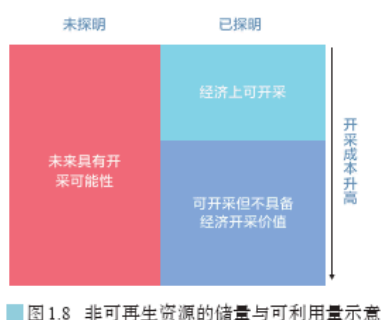 未探明
已探明
经济上可开采
未来具有开
采可能性
可开采但不具备
经济开采价值
开采成本升高
图1.8 非可再生资源的储量与可利用量示意